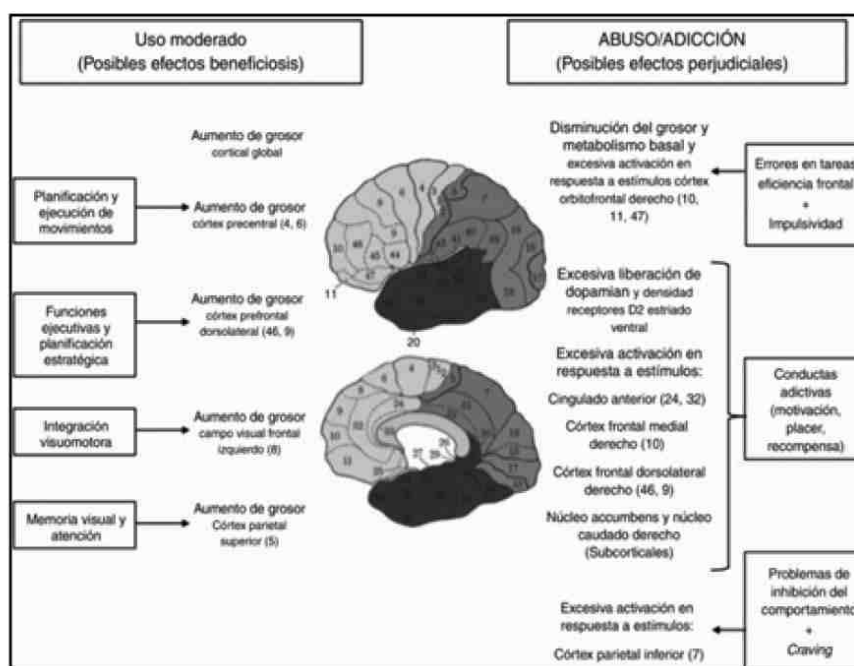 Uso moderado
(Posibles efectos beneficiosis)
Planificación y
ejecución de
movimientos
Funciones
ejecutivas y
planificación
estratégica
Integración
visuomotora
Memoria visual y
atención
Aumento de grosor
cortical global
Aumento de grosor
córtex precentral (4, 6)
Aumento de grosor
córtex prefrontal
dorsolateral (46, 9)
Aumento de grosor
campo visual frontal
izquierdo (8)
Aumento de grosor
Córtex parietal
superior (5)
11
20
ABUSO/ADICCIÓN
(Posibles efectos perjudiciales)
Disminución del grosor y
metabolismo basal y
excesiva activación en
respuesta a estímulos córtex
orbitofrontal derecho (10,
11, 47)
Excesiva liberación de
dopamian y densidad
receptores D2 estriado
ventral
Excesiva activación en
respuesta a estímulos:
Cingulado anterior (24, 32)
Córtex frontal medial
derecho (10)
Córtex frontal dorsolateral
derecho (46, 9)
Núcleo accumbens y núcleo
caudado derecho
(Subcorticales)
Excesiva activación en
respuesta a estímulos:
Córtex parietal inferior (7)
Errores en tareas
eficiencia frontal
+
Impulsividad
Conductas
adictivas
(motivación,
placer,
recompensa)
Problemas de
inhibición del
comportamiento
+
Craving